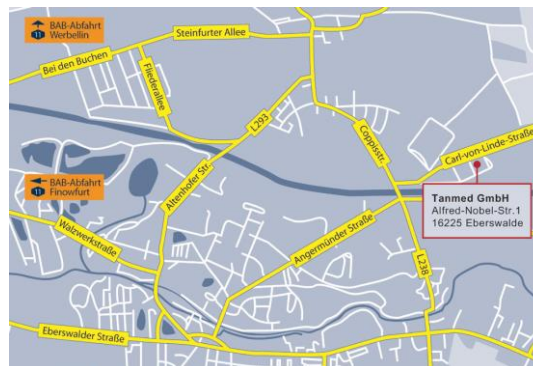 BAB-Abfahrt
11 Werbellin
Steinfurter Allee
Bei den Buchen
Fliederallee
L293
Coppistr.
Carl-von-Linde-Straße
BAB-Abfahrt
11 Finowfurt
Altenhofer Str.
Tanmed GmbH
Alfred-Nobel-Str.1
16225 Eberswalde
Walzwerkstraße
Angermünder Straße
L238
Eberswalder Straße